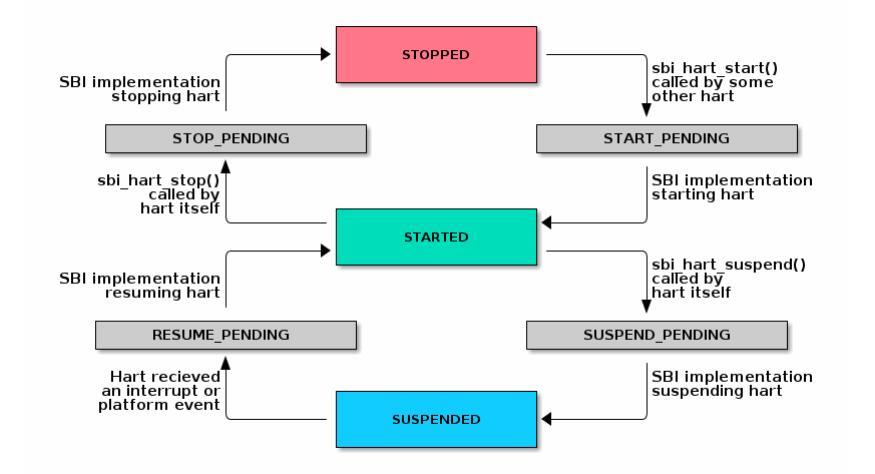 STOPPED
SBI implementation
stopping hart
sbi_hart_start()
called by some
other hart
STOP_PENDING
START_PENDING
sbi_hart_stop()
called by
hart itself
SBI implementation
starting hart
STARTED
SBI implementation
resuming hart
sbi_hart_suspend()
called by
hart itself
RESUME_PENDING
SUSPEND_PENDING
Hart recieved
an interrupt or
platform event
SBI implementation
suspending hart
SUSPENDED